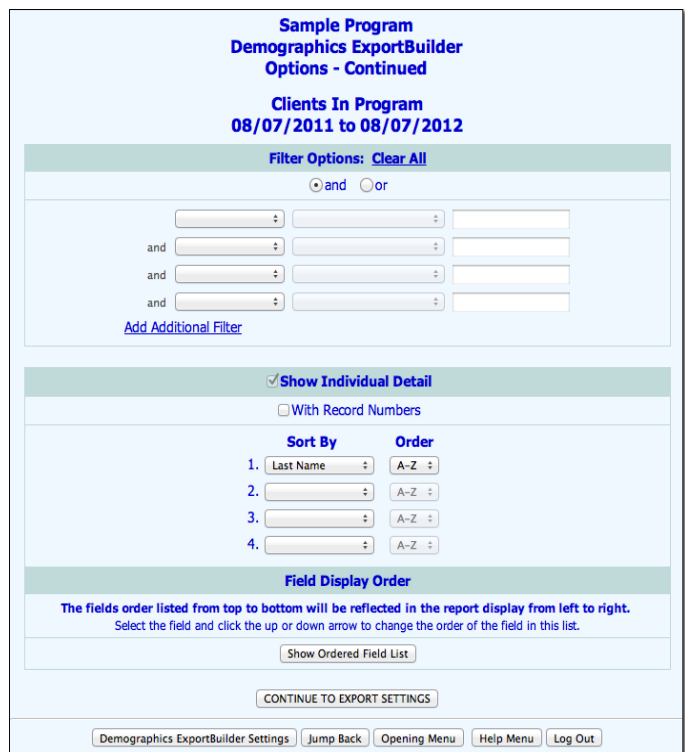 Sample Program
Demographics ExportBuilder
Options - Continued
Clients In Program
08/07/2011 to 08/07/2012
Filter Options: Clear All
and or
and
and
and
Add Additional Filter
Show Individual Detail
With Record Numbers
Sort By Order
1. Last Name A-Z
2. A-Z
3. A-Z
4. A-Z
Field Display Order
The fields order listed from top to bottom will be reflected in the report display from left to right.
Select the field and click the up or down arrow to change the order of the field in this list.
Show Ordered Field List
CONTINUE TO EXPORT SETTINGS
Demographics ExportBuilder Settings Jump Back Opening Menu Help Menu Log Out